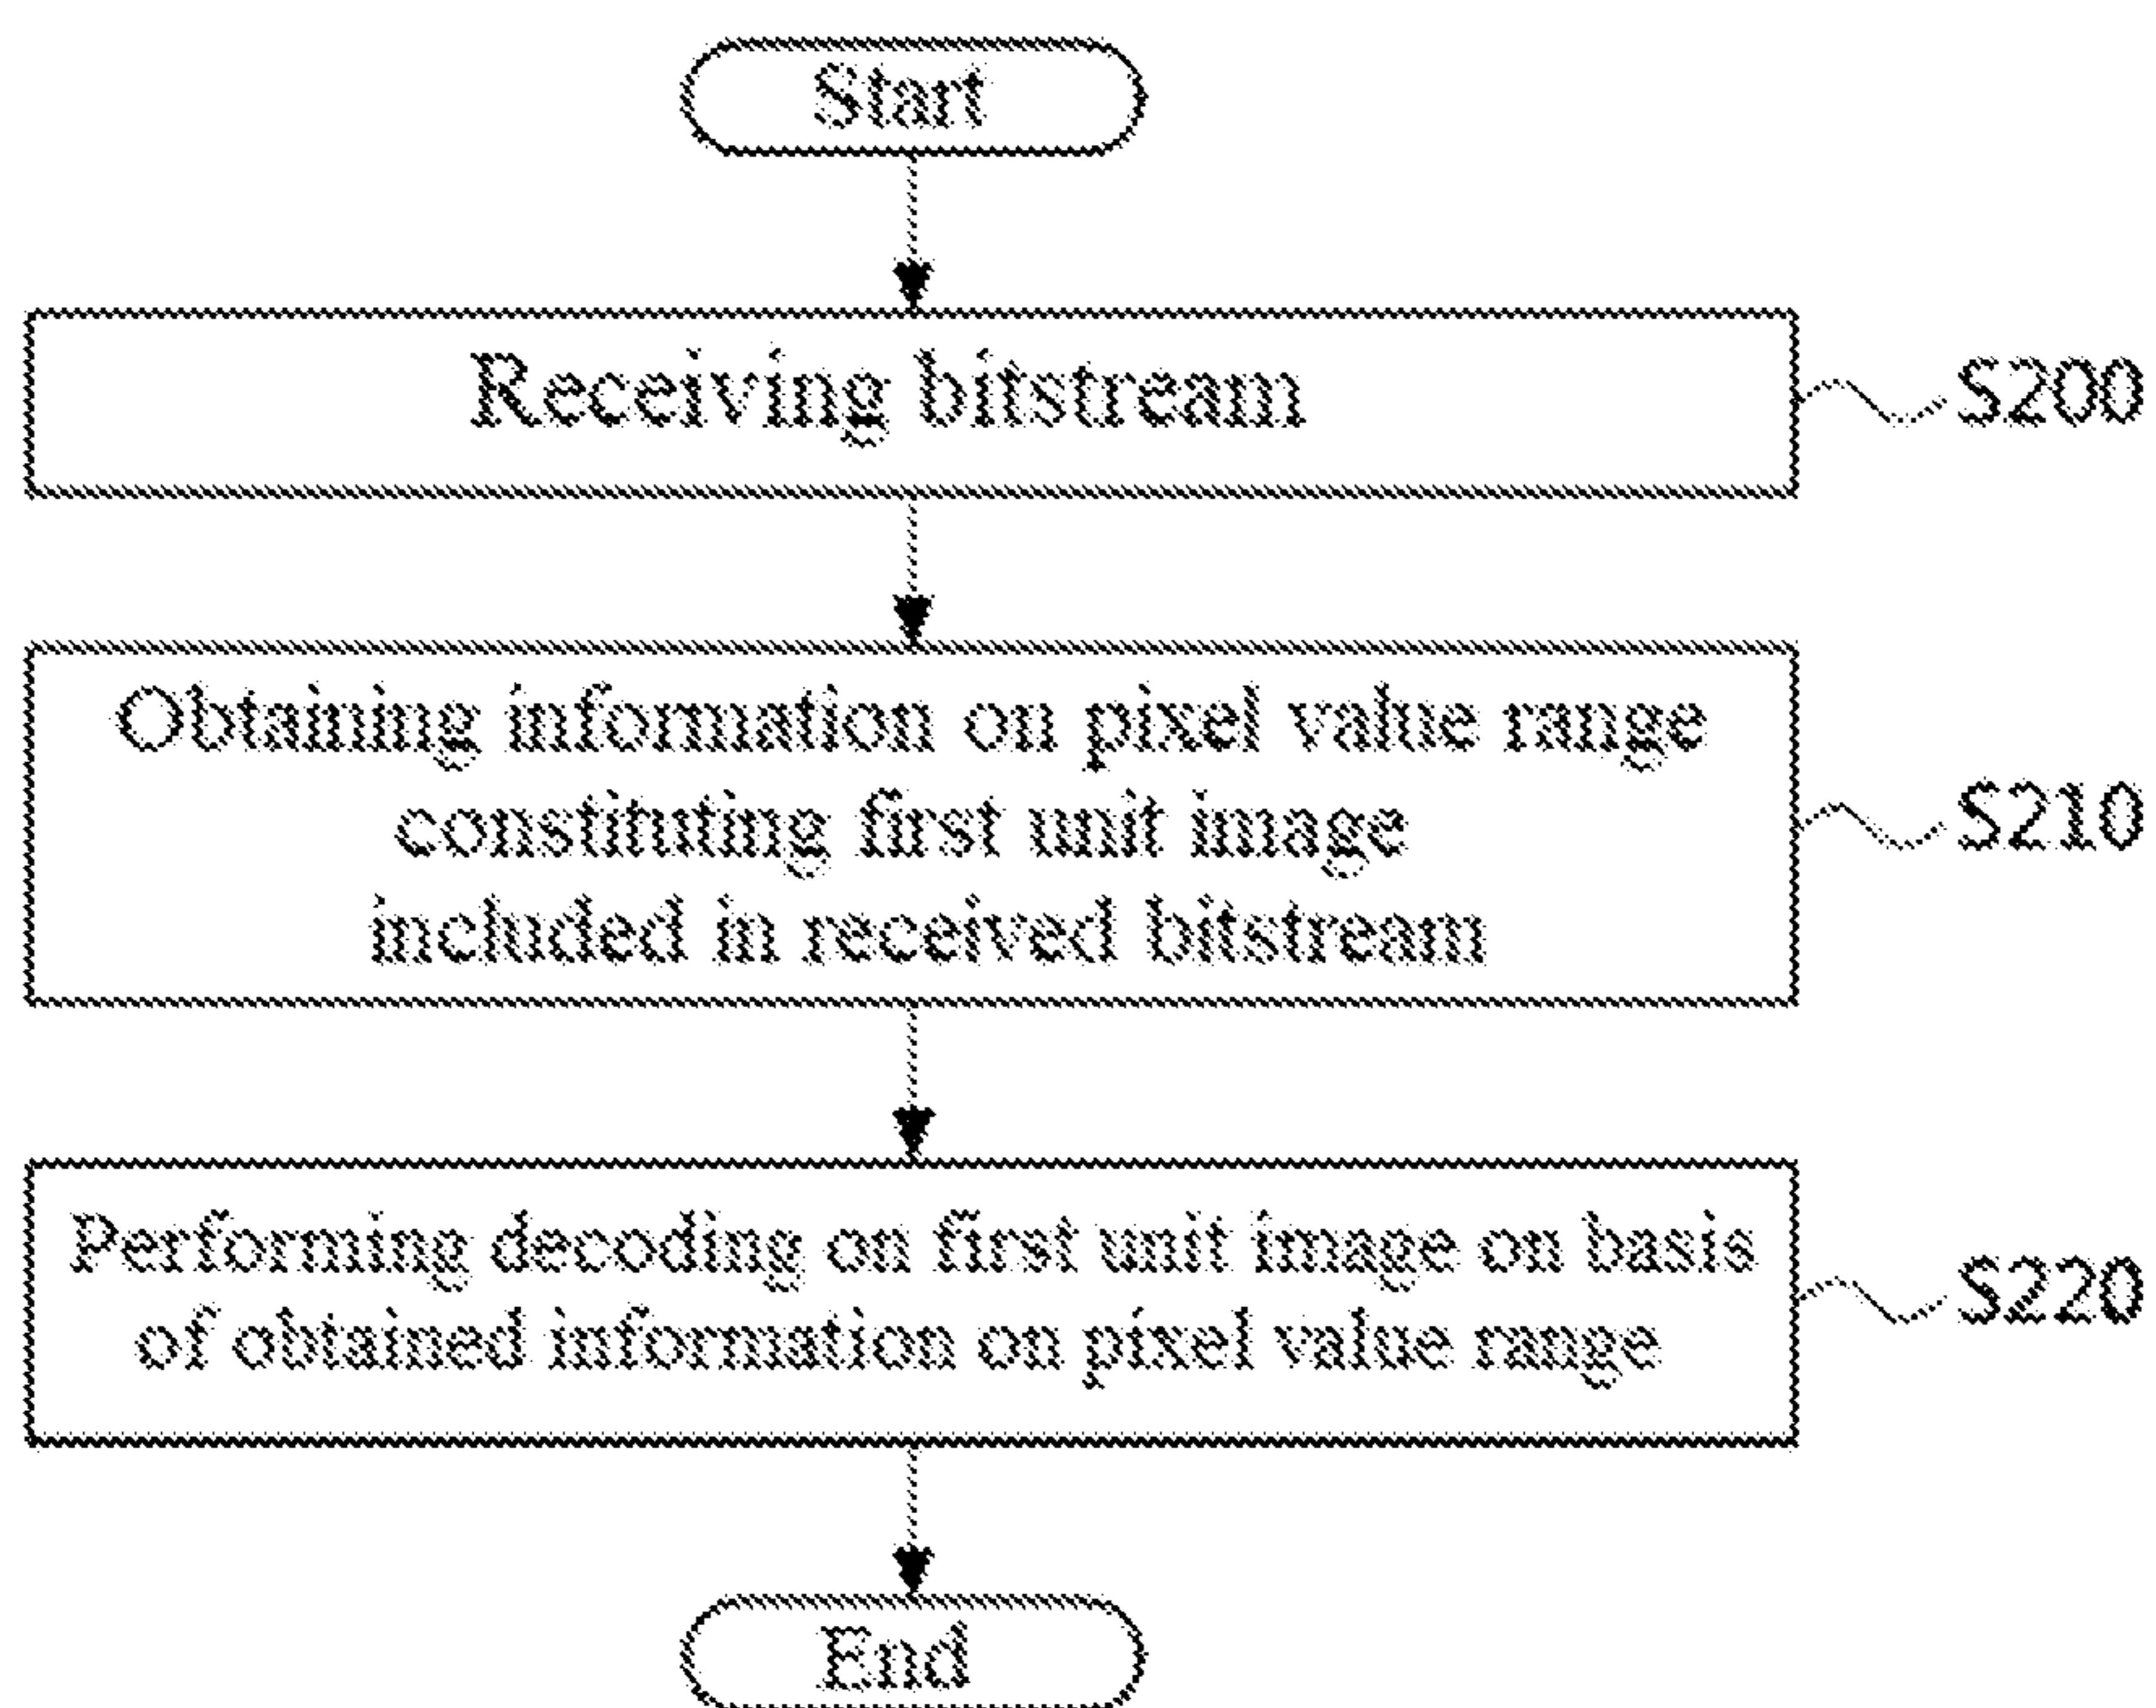 Start
Receiving bitstream
S200
Obtaining information on pixel value range
constituting first unit image
included in received bitstream
S210
Performing decoding on first unit image on basis
of obtained information on pixel value range
S220
End